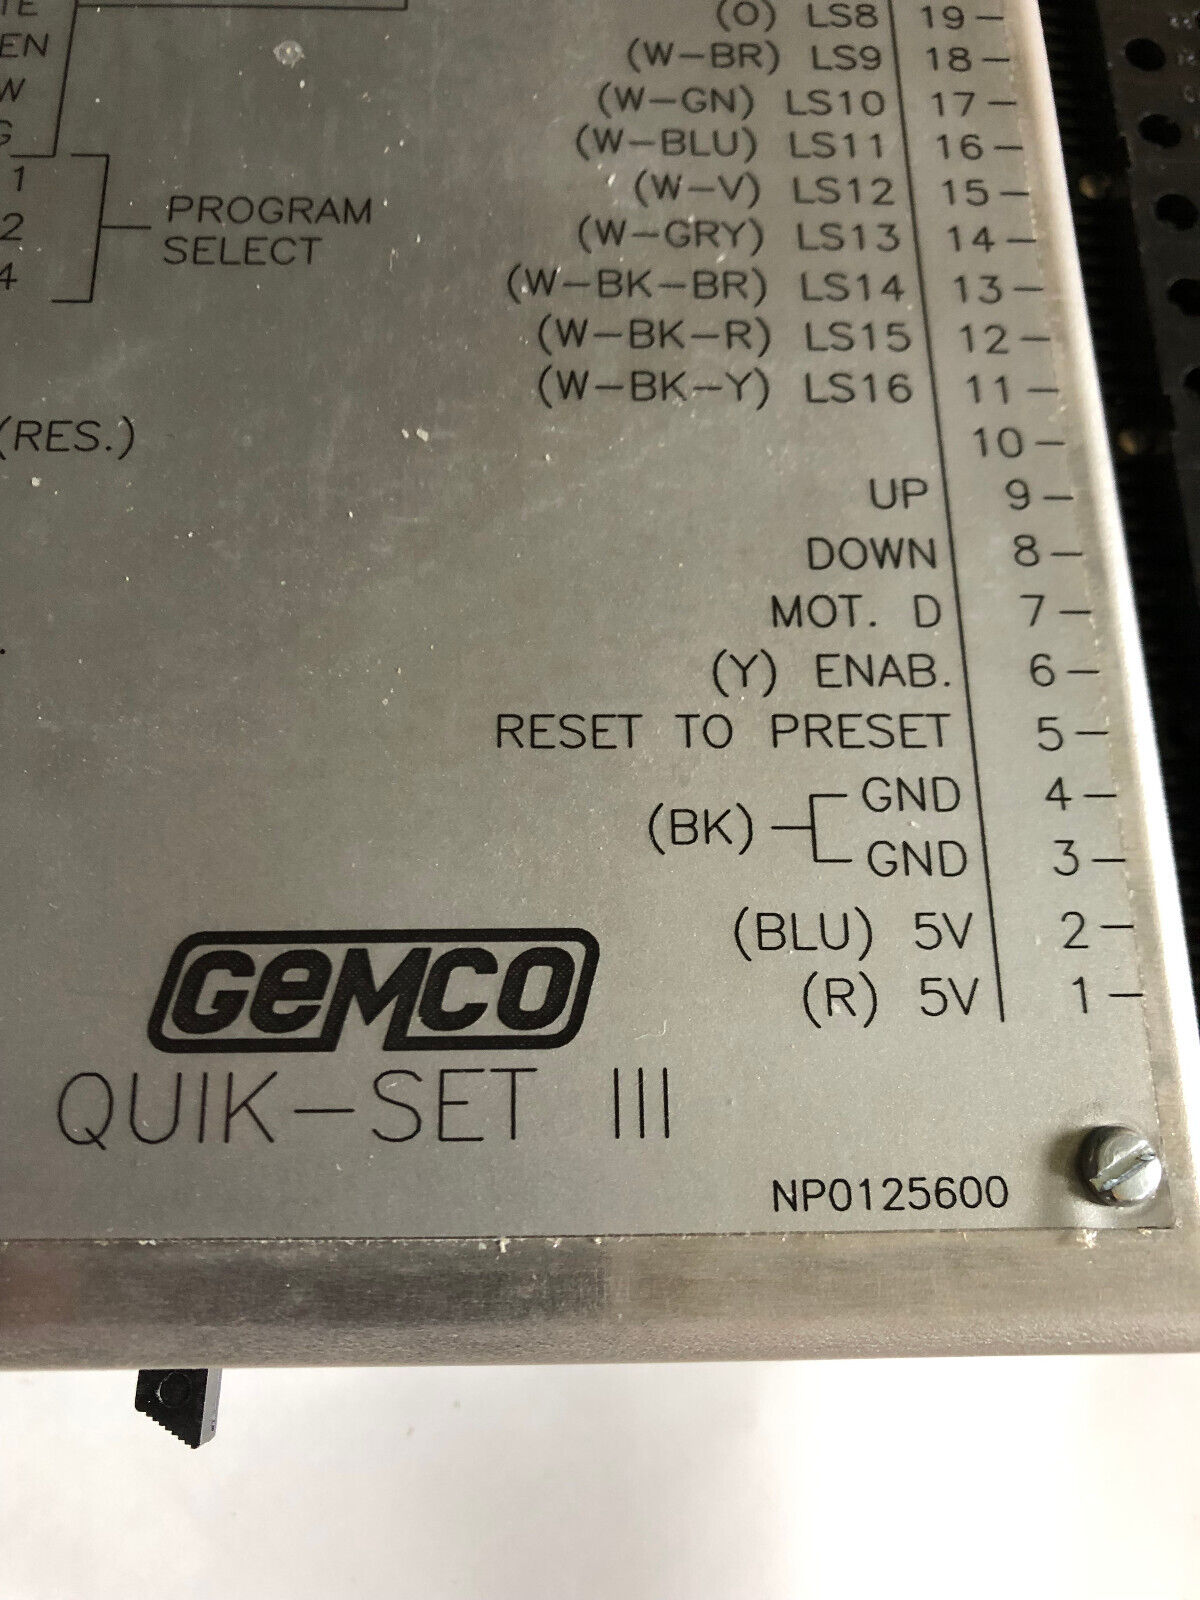 (O) LS8 19
EN
(W-BR) LS9 18
W
(W-GN) LS10 17
G
(W-BLU) LS11 16
1
(W-V) LS12 15
2
PROGRAM
SELECT
(W-GRY) LS13 14
4
(W-BK-BR) LS14 13
(W-BK-R) LS15 12
(W-BK-Y) LS16 11
(RES.)
10
UP 9
DOWN 8
MOT. D 7
(Y) ENAB. 6
RESET TO PRESET 5
(BK) GND 4
GND 3
(BLU) 5V 2
(R) 5V 1
GEMCO
QUIK-SET III
NP0125600